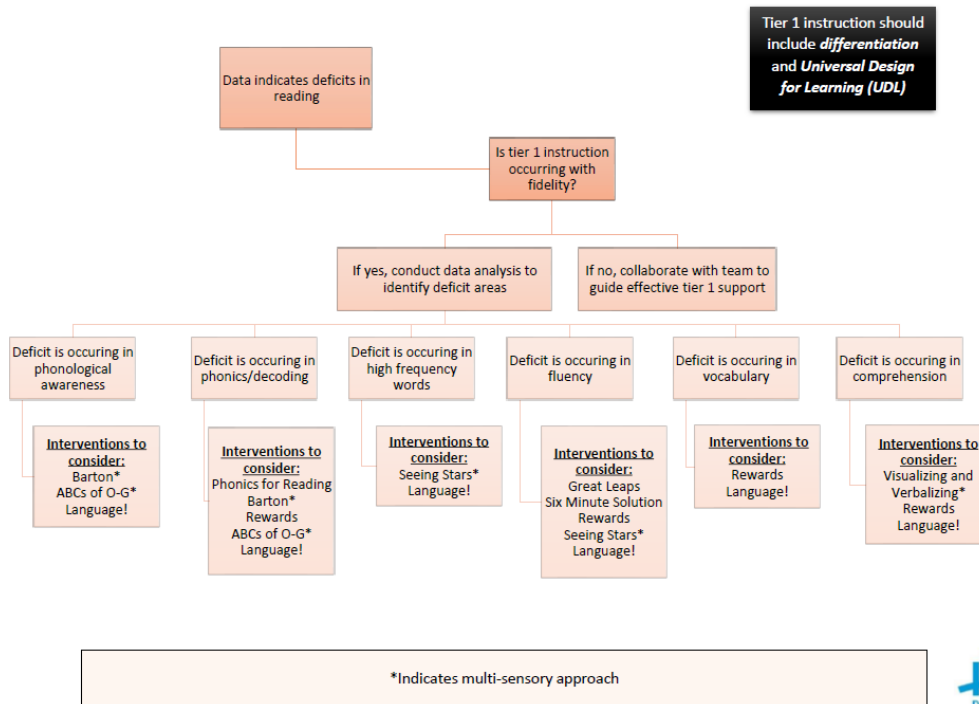 Tier 1 instruction should
include differentiation
and Universal Design
for Learning (UDL)
Data indicates deficits in
reading
Is tier 1 instruction
occurring with
fidelity?
If yes, conduct data analysis to
identify deficit areas
If no, collaborate with team to
guide effective tier 1 support
Deficit is occuring in
phonological
awareness
Deficit is occuring in
phonics/decoding
Deficit is occuring in
high frequency
words
Deficit is occuring in
fluency
Deficit is occuring in
vocabulary
Deficit is occuring in
comprehension
Interventions to
consider:
Barton*
ABCs of O-G*
Language!
Interventions to
consider:
Phonics for Reading
Barton*
Rewards
ABCs of O-G*
Language!
Interventions to
consider:
Seeing Stars*
Language!
Interventions to
consider:
Great Leaps
Six Minute Solution
Rewards
Seeing Stars*
Language!
Interventions to
consider:
Rewards
Language!
Interventions to
consider:
Visualizing and
Verbalizing*
Rewards
Language!
*Indicates multi-sensory approach